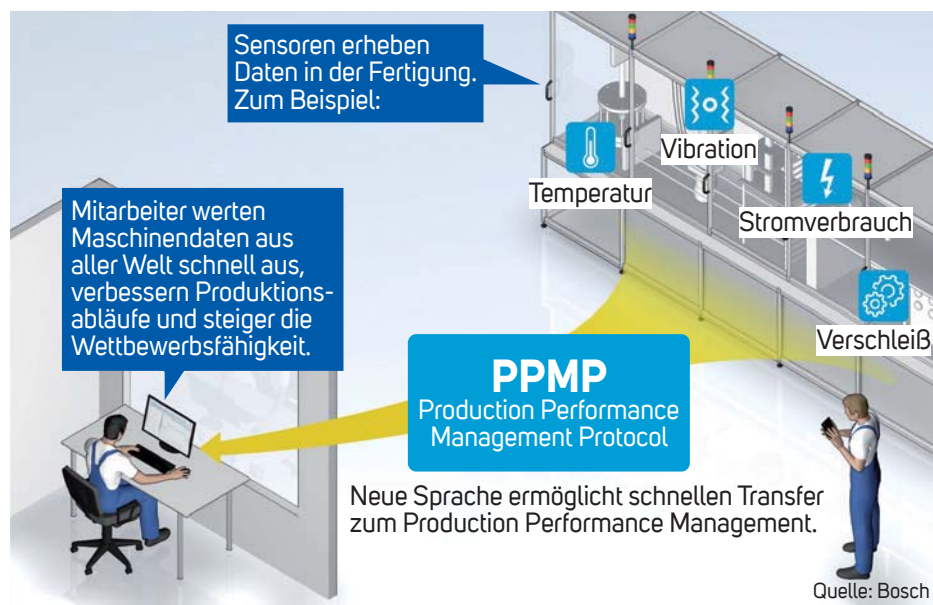 Sensoren erheben
Daten in der Fertigung.
Zum Beispiel:
Vibration
Temperatur
Stromverbrauch
Verschleiß
Mitarbeiter werten
Maschinendaten aus
aller Welt schnell aus,
verbessern Produktions-
abläufe und steiger die
Wettbewerbsfähigkeit.
PPMP
Production Performance
Management Protocol
Neue Sprache ermöglicht schnellen Transfer
zum Production Performance Management.
Quelle: Bosch